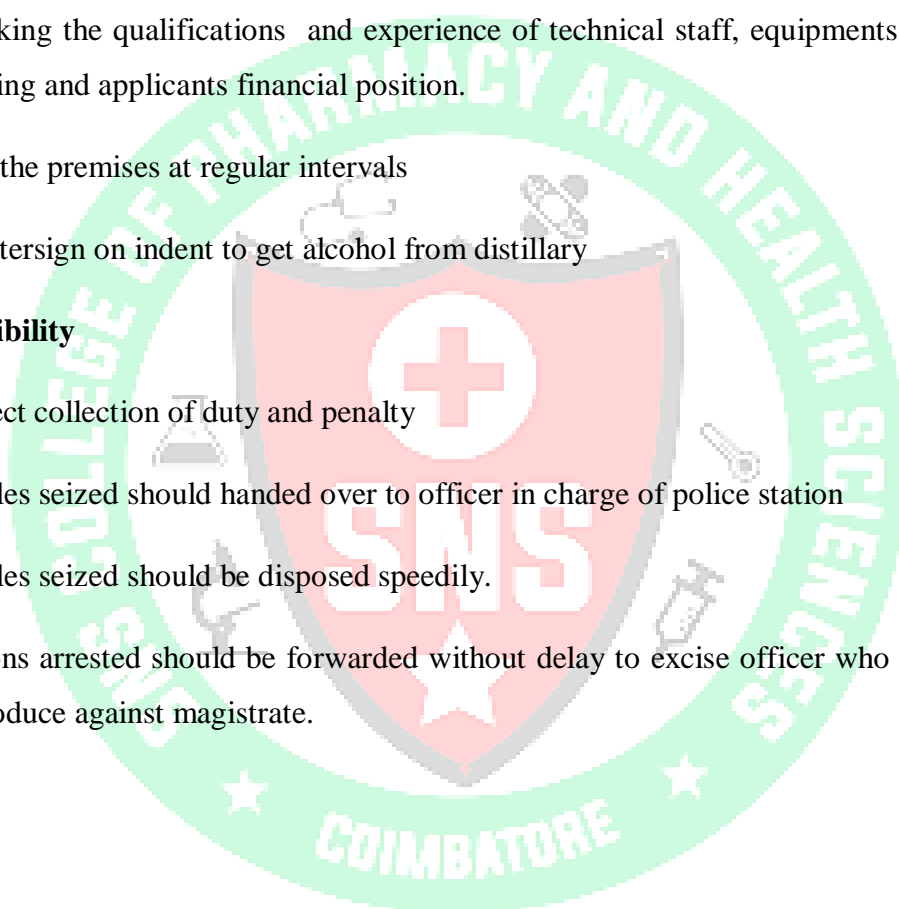 king the qualifications and experience of technical staff, equipments
ing and applicants financial position.
the premises at regular intervals
tersign on indent to get alcohol from distillary
ibility
ect collection of duty and penalty
les seized should handed over to officer in charge of police station
les seized should be disposed speedily.
ons arrested should be forwarded without delay to excise officer who
oduce against magistrate.
SNS COLLEGE OF PHARMACY AND HEALTH SCIENCES
SNS
COIMBATORE